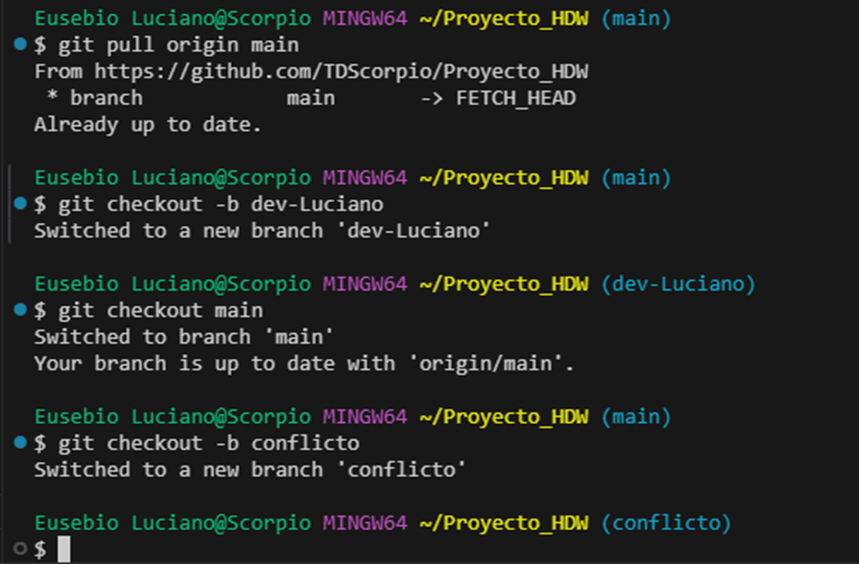 Eusebio Luciano@Scorpio MINGW64 ~/Proyecto_HDW (main)
$ git pull origin main
From https://github.com/TDScorpio/Proyecto_HDW
 * branch            main       -> FETCH_HEAD
Already up to date.

Eusebio Luciano@Scorpio MINGW64 ~/Proyecto_HDW (main)
$ git checkout -b dev-Luciano
Switched to a new branch 'dev-Luciano'

Eusebio Luciano@Scorpio MINGW64 ~/Proyecto_HDW (dev-Luciano)
$ git checkout main
Switched to branch 'main'
Your branch is up to date with 'origin/main'.

Eusebio Luciano@Scorpio MINGW64 ~/Proyecto_HDW (main)
$ git checkout -b conflicto
Switched to a new branch 'conflicto'

Eusebio Luciano@Scorpio MINGW64 ~/Proyecto_HDW (conflicto)
$